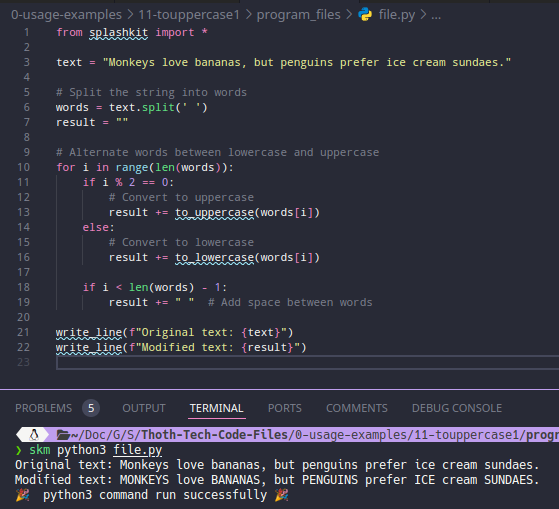 0-usage-examples > 11-touppercase1 > program_files > file.py > ...
1 from splashkit import *
2
3 text = "Monkeys love bananas, but penguins prefer ice cream sundaes."
4
5 # Split the string into words
6 words = text.split(' ')
7 result = ""
8
9 # Alternate words between lowercase and uppercase
10 for i in range(len(words)):
11     if i % 2 == 0:
12         # Convert to uppercase
13         result += to_uppercase(words[i])
14     else:
15         # Convert to lowercase
16         result += to_lowercase(words[i])
17
18     if i < len(words) - 1:
19         result += " "  # Add space between words
20
21 write_line(f"Original text: {text}")
22 write_line(f"Modified text: {result}")
23
PROBLEMS 5 OUTPUT TERMINAL PORTS COMMENTS DEBUG CONSOLE
~/Doc/G/S/Thoth-Tech-Code-Files/0-usage-examples/11-touppercase1/progr
❯ skm python3 file.py
Original text: Monkeys love bananas, but penguins prefer ice cream sundaes.
Modified text: MONKEYS love BANANAS, but PENGUINS prefer ICE cream SUNDAES.
🎉 python3 command run successfully 🎉